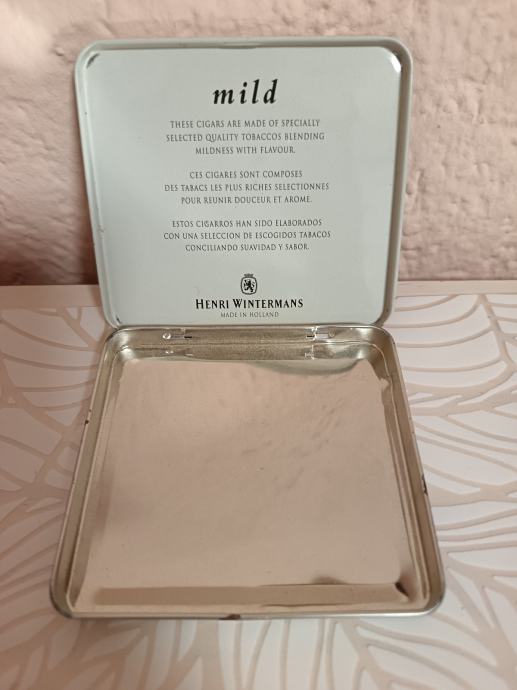 mild
THESE CIGARS ARE MADE OF SPECIALLY
SELECTED QUALITY TOBACCOS BLENDING
MILDNESS WITH FLAVOUR.
CES CIGARES SONT COMPOSES
DES TABACS LES PLUS RICHES SELECTIONNES
POUR REUNIR DOUCEUR ET AROME.
ESTOS CIGARROS HAN SIDO ELABORADOS
CON UNA SELECCION DE ESCOGIDOS TABACOS
CONCILIANDO SUAVIDAD Y SABOR.
HENRI WINTERMANS
MADE IN HOLLAND